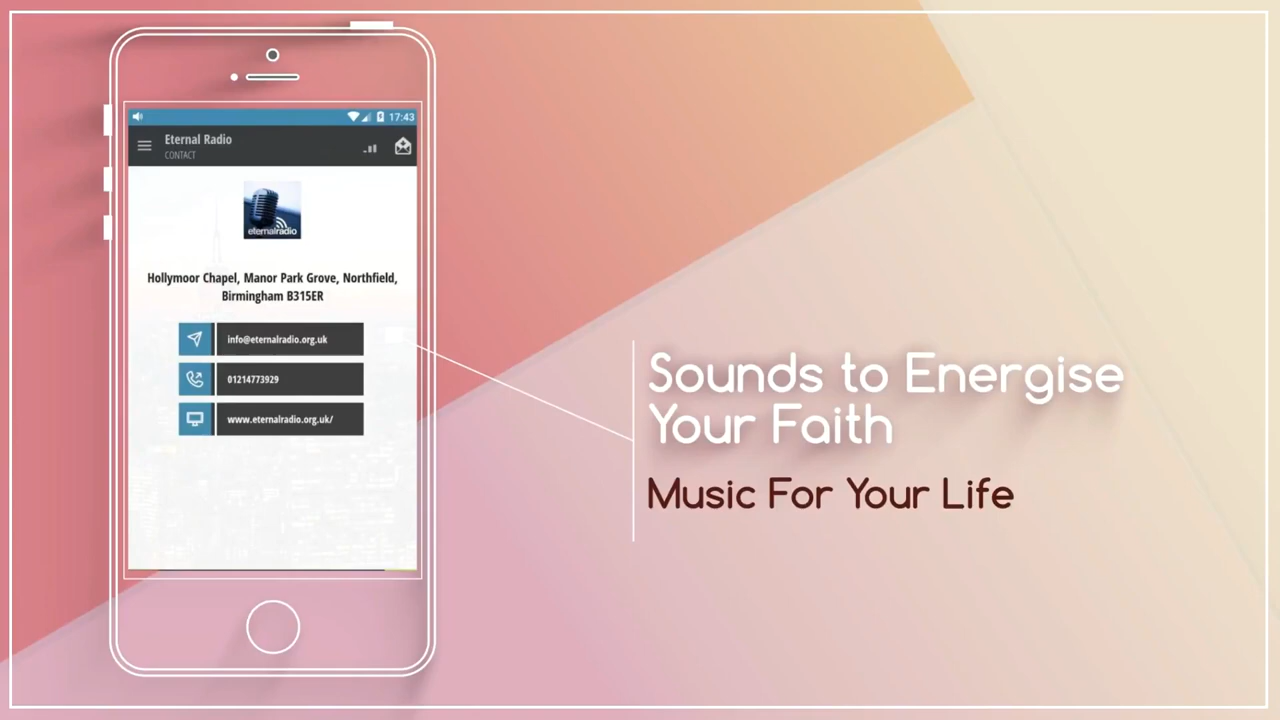 17:43
Eternal Radio
CONTACT
eternalradio
Hollymoor Chapel, Manor Park Grove, Northfield,
Birmingham B315ER
info@eternalradio.org.uk
01214773929
www.eternalradio.org.uk/
Sounds to Energise
Your Faith
Music For Your Life